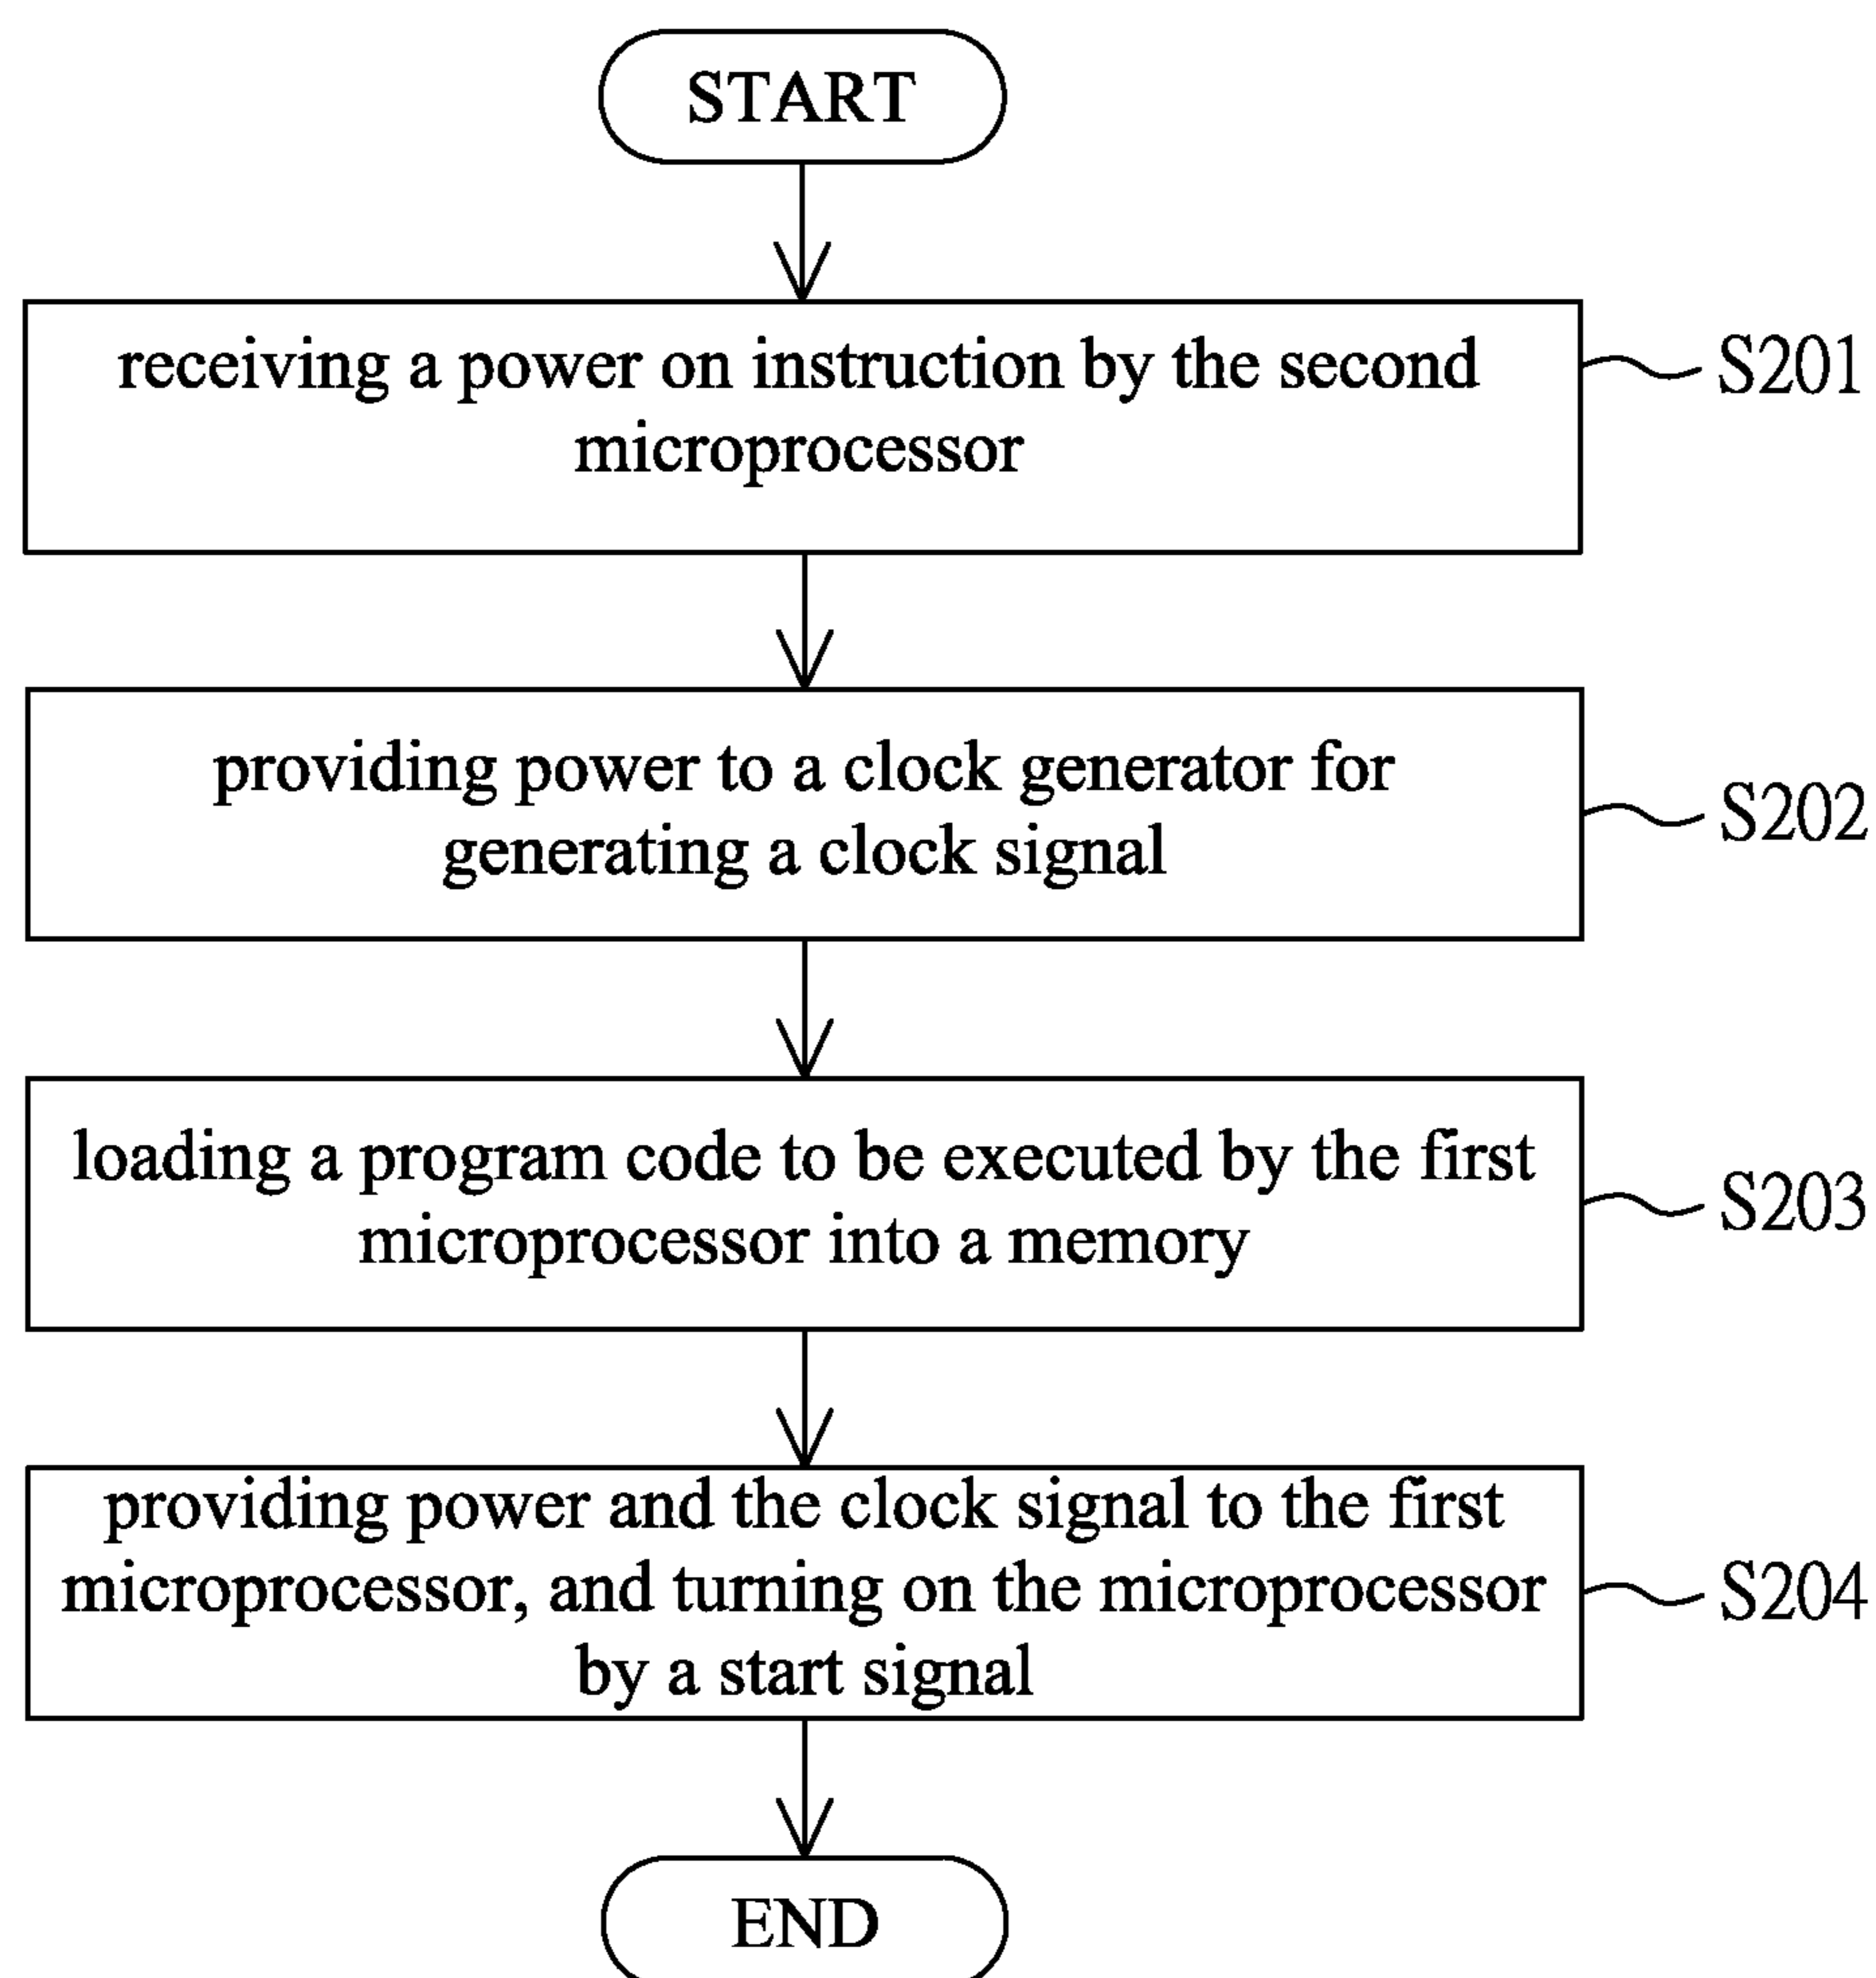 START
receiving a power on instruction by the second
microprocessor
S201
providing power to a clock generator for
generating a clock signal
S202
loading a program code to be executed by the first
microprocessor into a memory
S203
providing power and the clock signal to the first
microprocessor, and turning on the microprocessor
by a start signal
S204
END